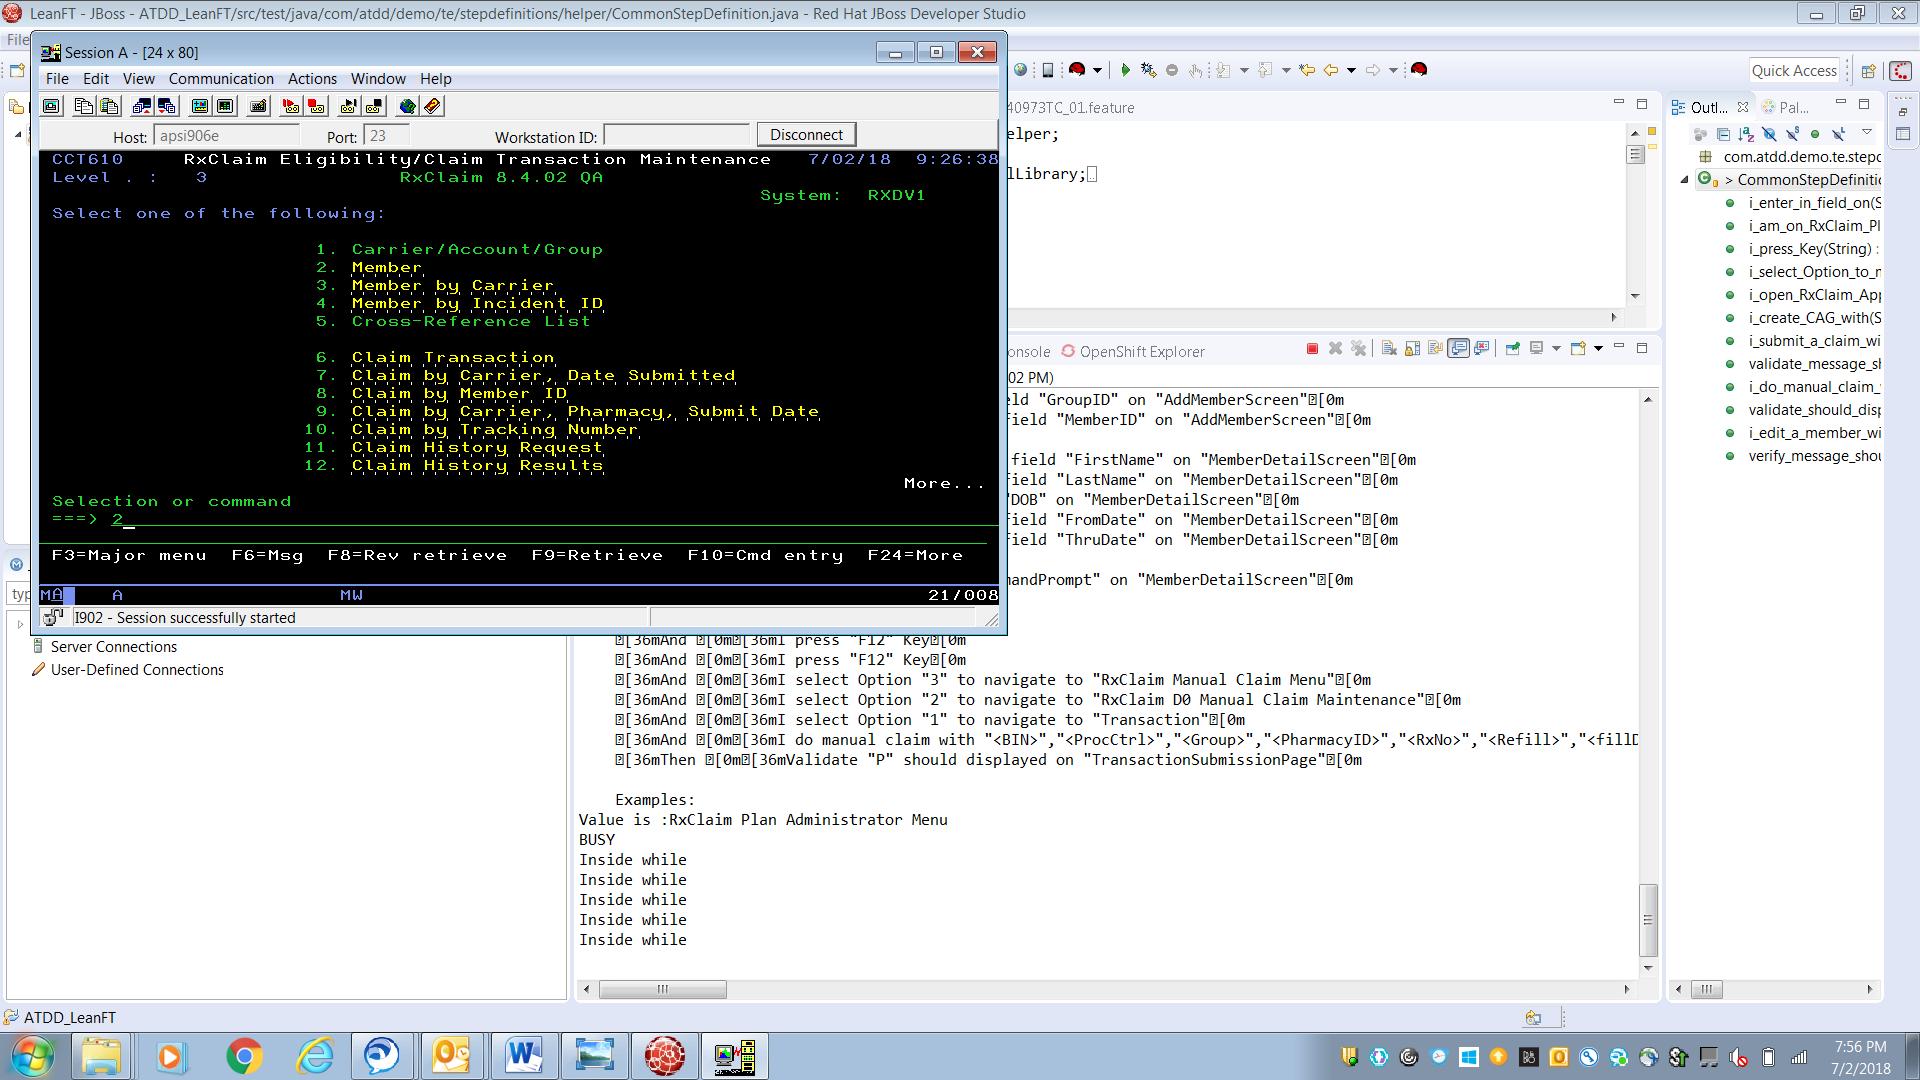 LeanFT - JBoss - ATDD_LeanFT/src/test/java/com/atdd/demo/te/stepdefinitions/helper/CommonStepDefinition.java - Red Hat JBoss Developer Studio
File
Session A - [24 x 80]
File Edit View Communication Actions Window Help
Host: apsi906e Port: 23 Workstation ID: Disconnect
CCT610 RxClaim Eligibility/Claim Transaction Maintenance 7/02/18 9:26:38
Level . : 3 RxClaim 8.4.02 QA
System: RXDV1
Select one of the following:
1. Carrier/Account/Group
2. Member
3. Member by Carrier
4. Member by Incident ID
5. Cross-Reference List
6. Claim Transaction
7. Claim by Carrier, Date Submitted
8. Claim by Member ID
9. Claim by Carrier, Pharmacy, Submit Date
10. Claim by Tracking Number
11. Claim History Request
12. Claim History Results
More...
Selection or command
===> 2
F3=Major menu F6=Msg F8=Rev retrieve F9=Retrieve F10=Cmd entry F24=More
MA A MW 21/008
I902 - Session successfully started
Quick Access
40973TC_01.feature
elper;
lLibrary;
Outl... Pal...
com.atdd.demo.te.stepd
> CommonStepDefinitic
i_enter_in_field_on(S
i_am_on_RxClaim_Pl
i_press_Key(String) :
i_select_Option_to_n
i_open_RxClaim_App
i_create_CAG_with(S
i_submit_a_claim_wi
validate_message_sh
i_do_manual_claim_
validate_should_disp
i_edit_a_member_wi
verify_message_shou
onsole OpenShift Explorer
02 PM)
eld "GroupID" on "AddMemberScreen"[0m
field "MemberID" on "AddMemberScreen"[0m
field "FirstName" on "MemberDetailScreen"[0m
field "LastName" on "MemberDetailScreen"[0m
"DOB" on "MemberDetailScreen"[0m
field "FromDate" on "MemberDetailScreen"[0m
field "ThruDate" on "MemberDetailScreen"[0m
mandPrompt" on "MemberDetailScreen"[0m
[36mAnd [0m[36mI press "F12" Key[0m
[36mAnd [0m[36mI press "F12" Key[0m
[36mAnd [0m[36mI select Option "3" to navigate to "RxClaim Manual Claim Menu"[0m
[36mAnd [0m[36mI select Option "2" to navigate to "RxClaim D0 Manual Claim Maintenance"[0m
[36mAnd [0m[36mI select Option "1" to navigate to "Transaction"[0m
[36mAnd [0m[36mI do manual claim with "<BIN>","<ProcCtrl>","<Group>","<PharmacyID>","<RxNo>","<Refill>","<fillD
[36mThen [0m[36mValidate "P" should displayed on "TransactionSubmissionPage"[0m
Examples:
Value is :RxClaim Plan Administrator Menu
BUSY
Inside while
Inside while
Inside while
Inside while
Inside while
typ
Server Connections
User-Defined Connections
ATDD_LeanFT
7:56 PM
7/2/2018